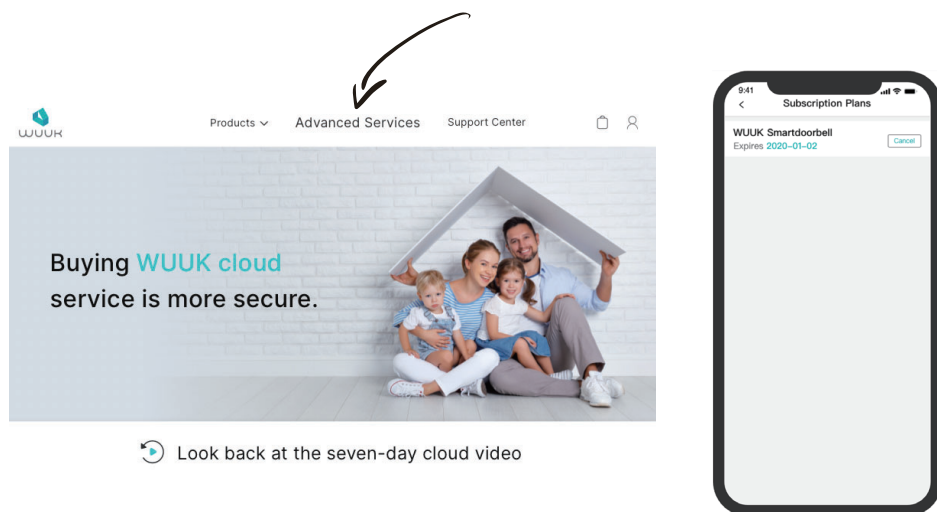 WUUK
Products
Advanced Services
Support Center
Buying WUUK cloud
service is more secure.
Look back at the seven-day cloud video
9:41
Subscription Plans
WUUK Smartdoorbell
Expires 2020-01-02
Cancel